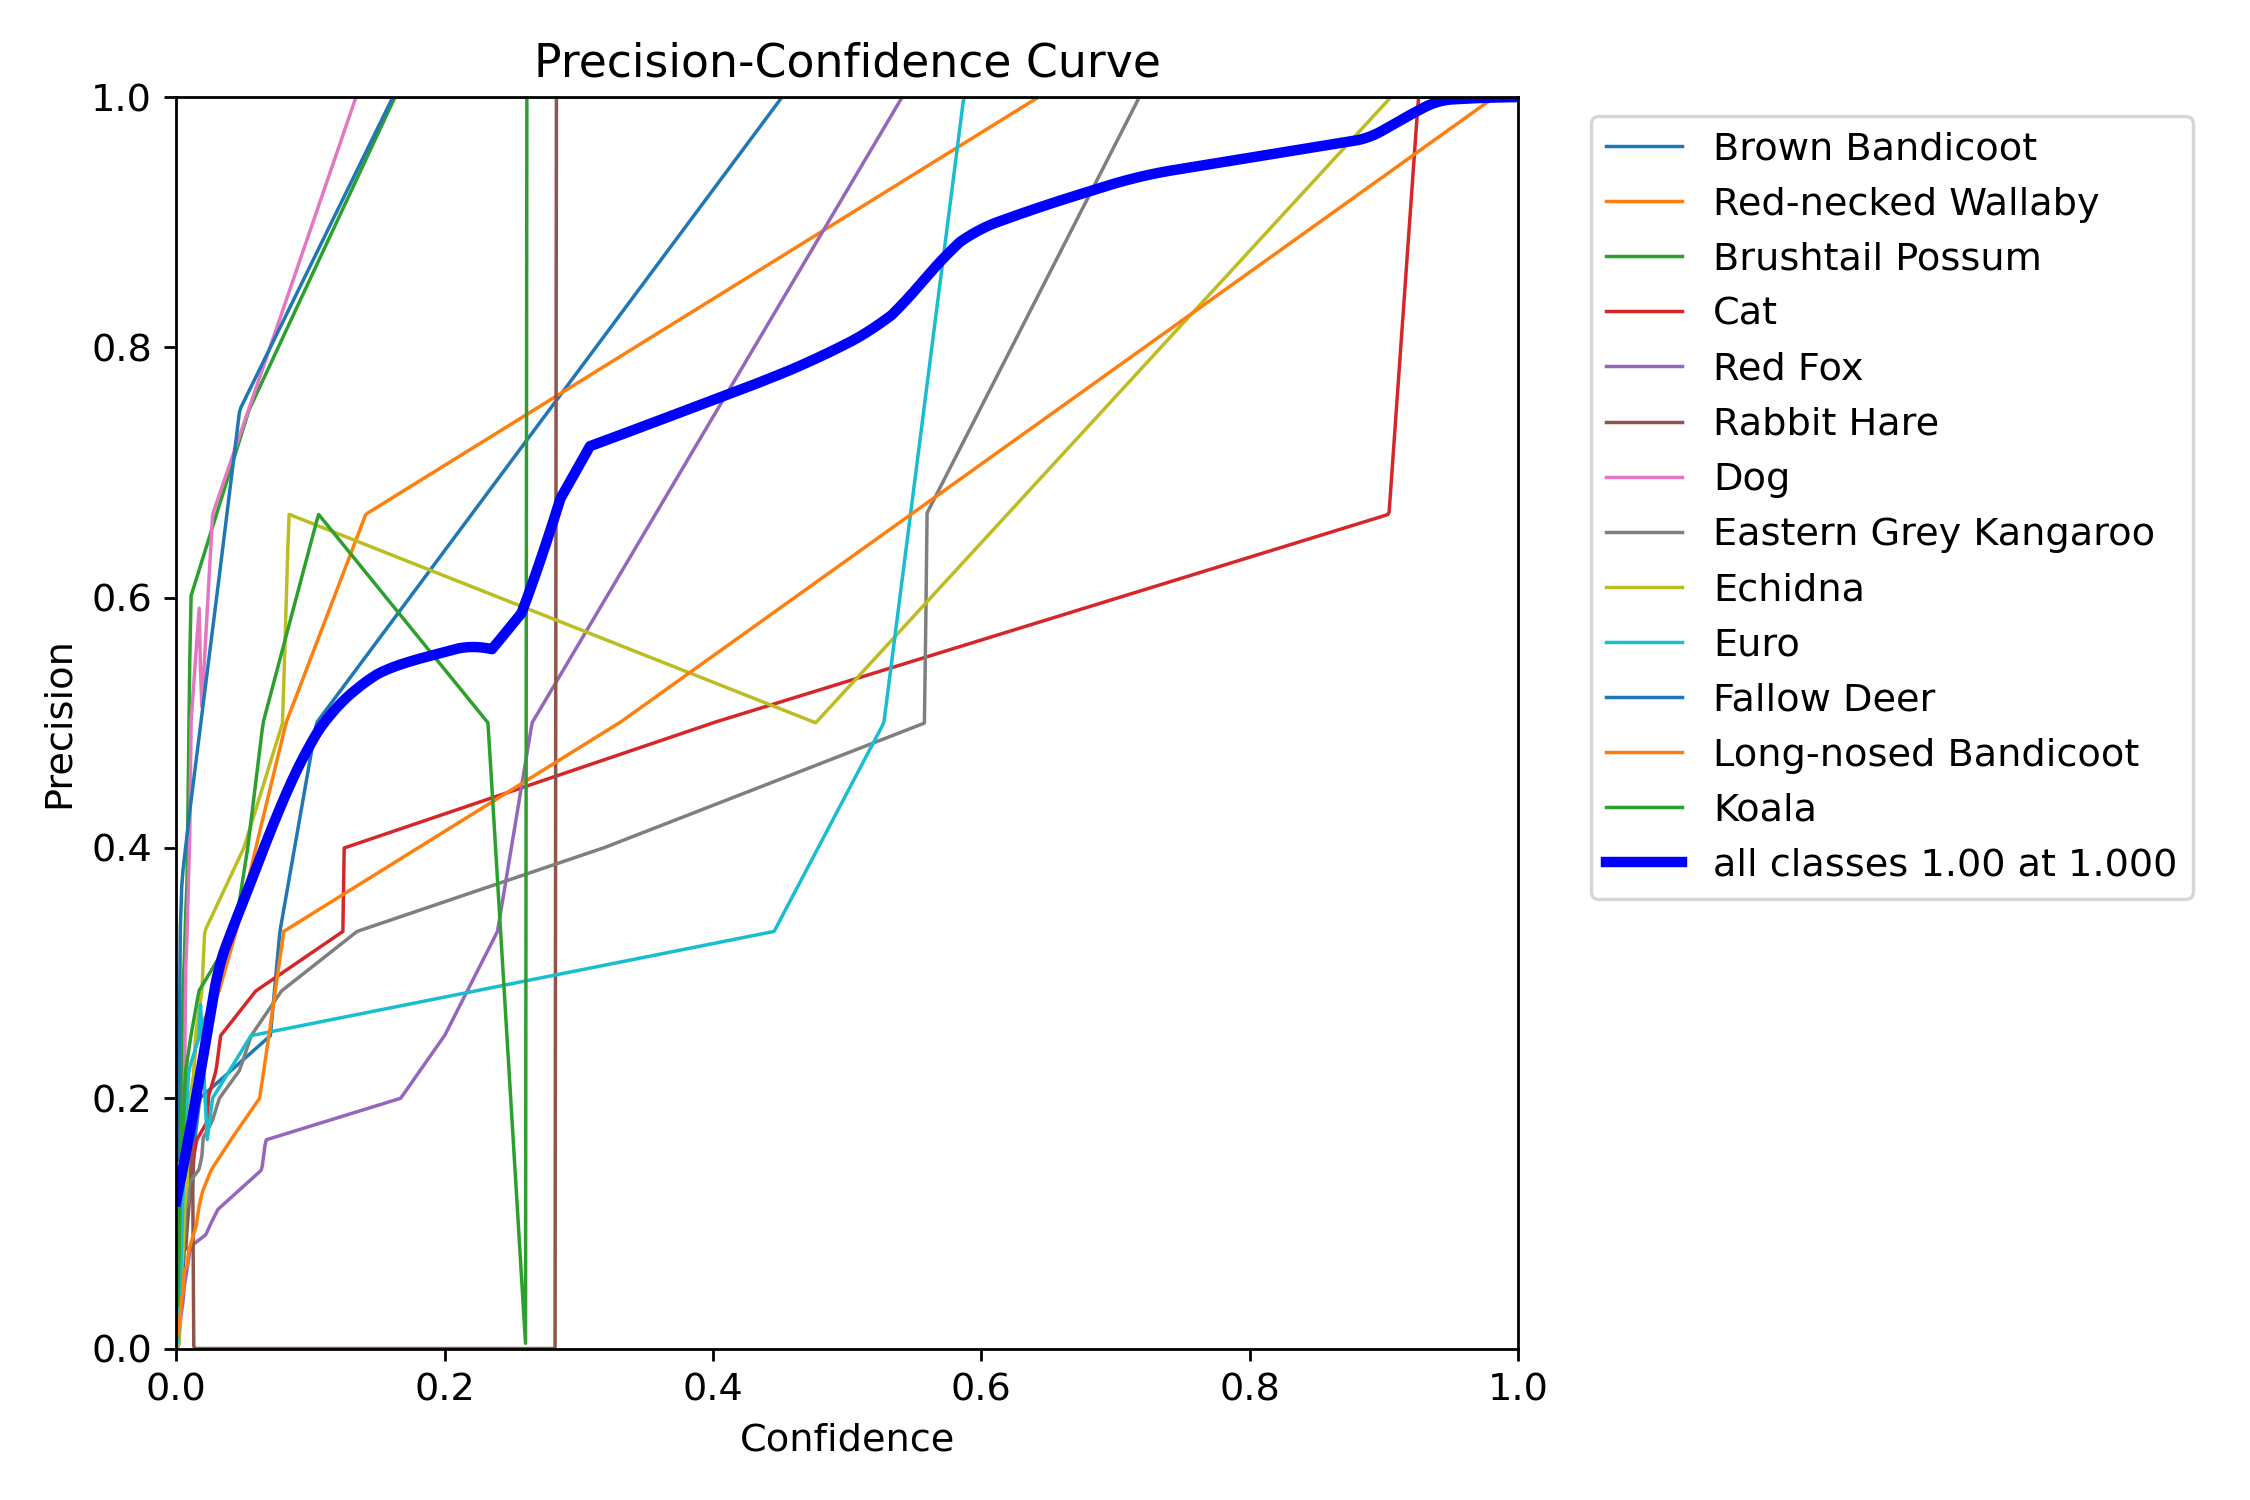 Precision-Confidence Curve
1.0
0.8
0.6
0.4
0.2
0.0
Precision
0.0 0.2 0.4 0.6 0.8 1.0
Confidence
Brown Bandicoot
Red-necked Wallaby
Brushtail Possum
Cat
Red Fox
Rabbit Hare
Dog
Eastern Grey Kangaroo
Echidna
Euro
Fallow Deer
Long-nosed Bandicoot
Koala
all classes 1.00 at 1.000